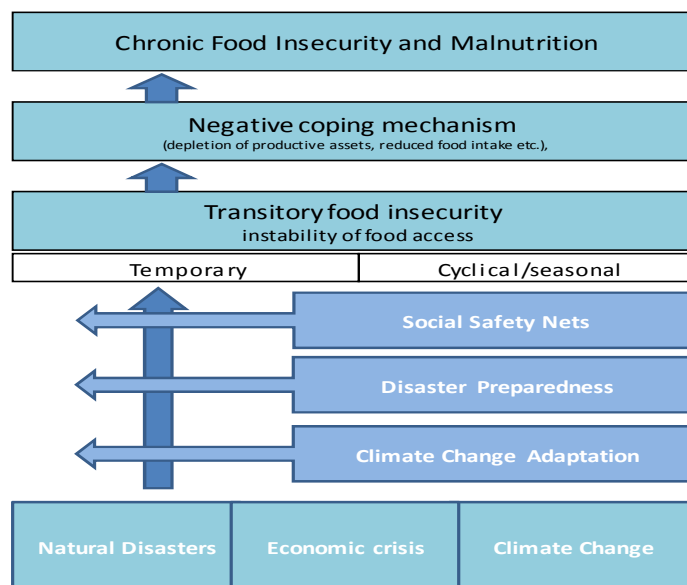 Chronic Food Insecurity and Malnutrition
Negative coping mechanism
(depletion of productive assets, reduced food intake etc.),
Transitory food insecurity
instability of food access
Temporary
Cyclical/seasonal
Social Safety Nets
Disaster Preparedness
Climate Change Adaptation
Natural Disasters
Economic crisis
Climate Change